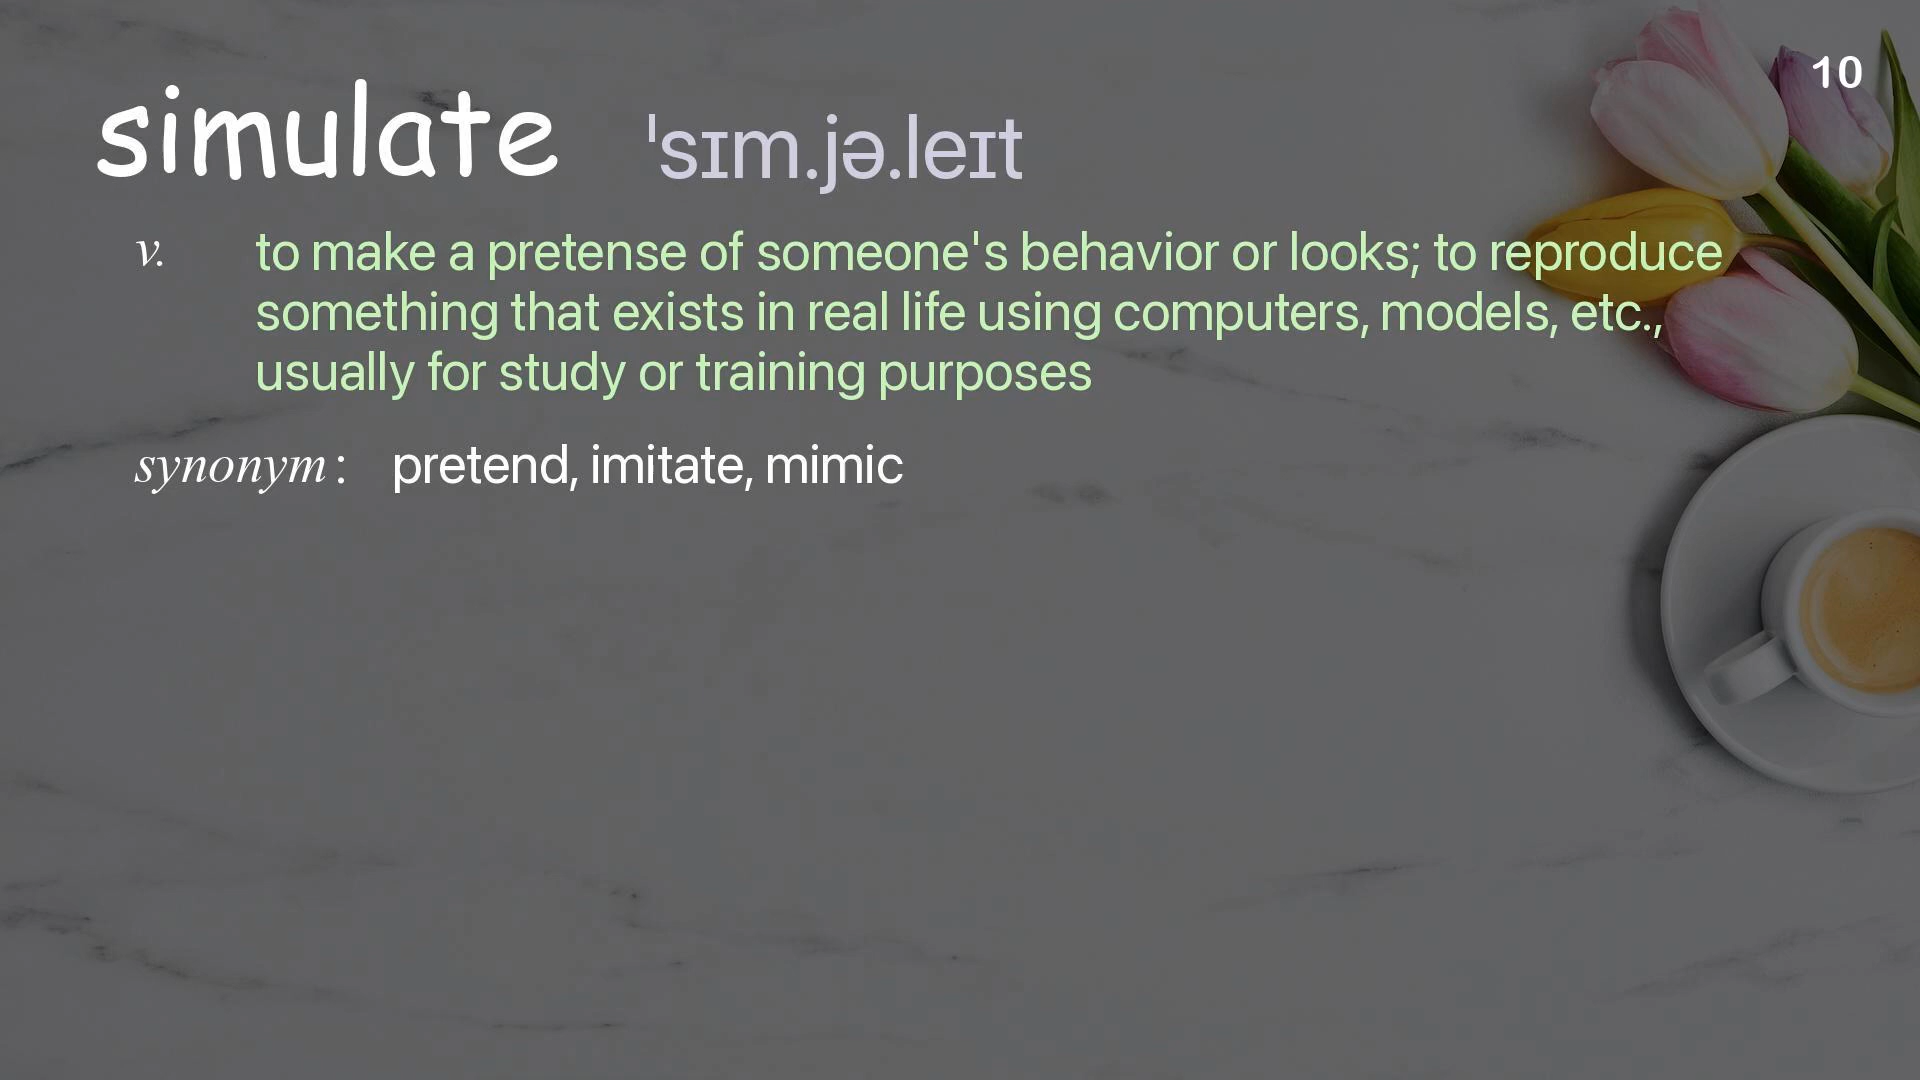 10
simulate ˈsɪm.jə.leɪt
v. to make a pretense of someone's behavior or looks; to reproduce
something that exists in real life using computers, models, etc.,
usually for study or training purposes
synonym : pretend, imitate, mimic